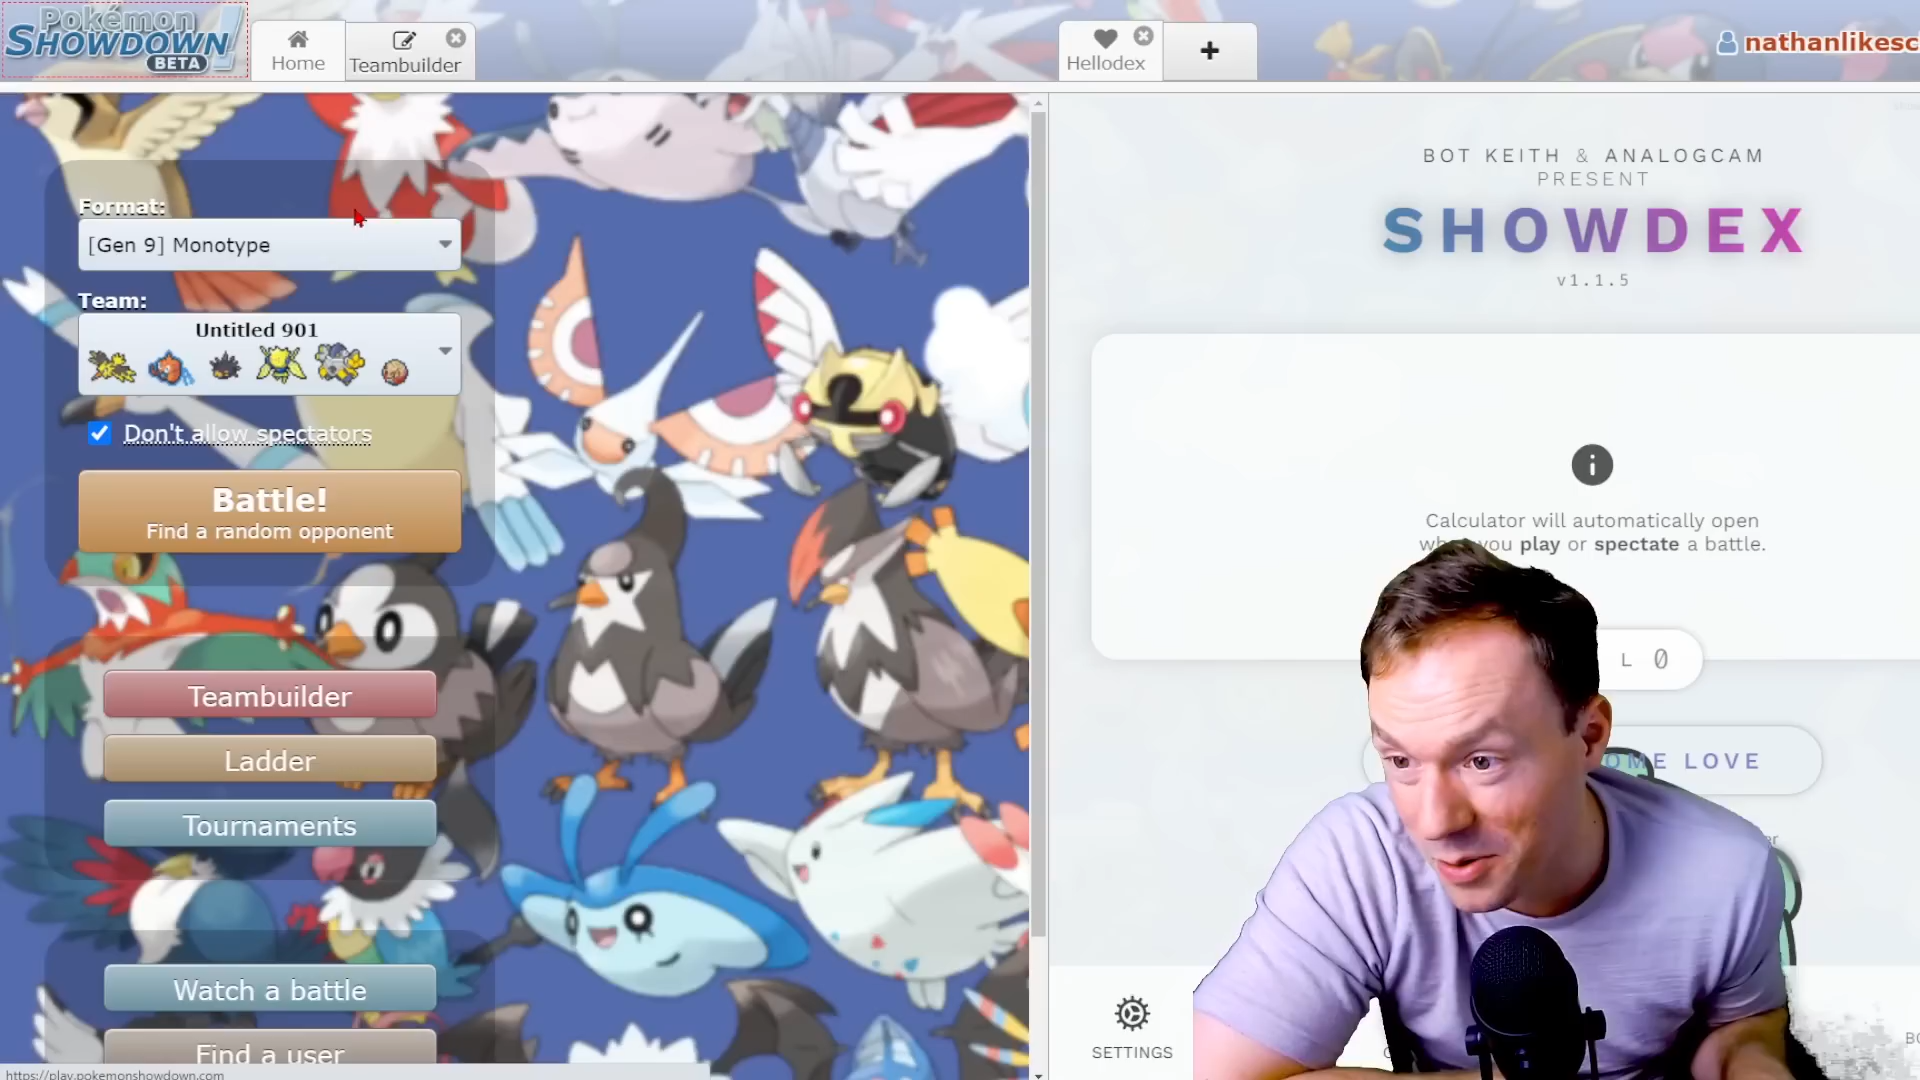 Pokémon
SHOWDOWN!
BETA
Home
Teambuilder
Hellodex
+
nathanlikesc
Format:
[Gen 9] Monotype
Team:
Untitled 901
Don't allow spectators
Battle!
Find a random opponent
Teambuilder
Ladder
Tournaments
Watch a battle
Find a user
https://play.pokemonshowdown.com
BOT KEITH & ANALOGCAM
PRESENT
SHOWDEX
v1.1.5
Calculator will automatically open
you play or spectate a battle.
L 0
OME LOVE
SETTINGS